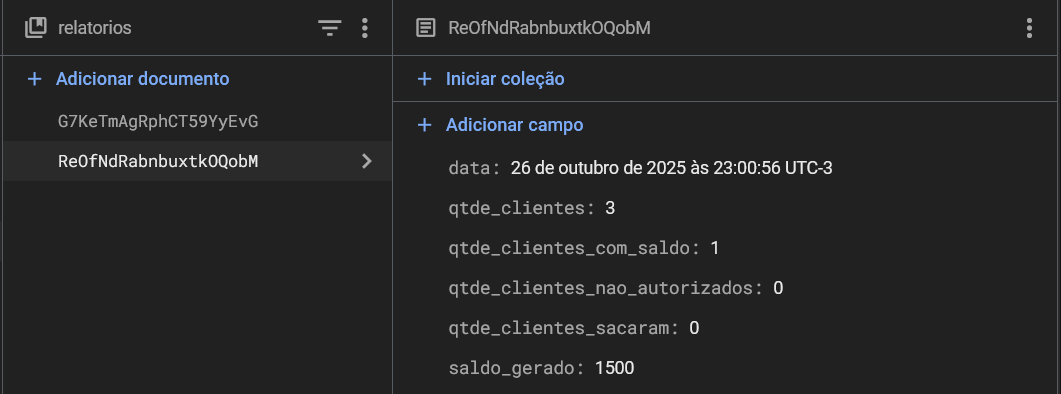 relatorios
Adicionar documento
G7KeTmAgRphCT59YyEvG
ReOfNdRabnbuxtkOQobM
ReOfNdRabnbuxtkOQobM
Iniciar coleção
Adicionar campo
data: 26 de outubro de 2025 às 23:00:56 UTC-3
qtde_clientes: 3
qtde_clientes_com_saldo: 1
qtde_clientes_nao_autorizados: 0
qtde_clientes_sacaram: 0
saldo_gerado: 1500